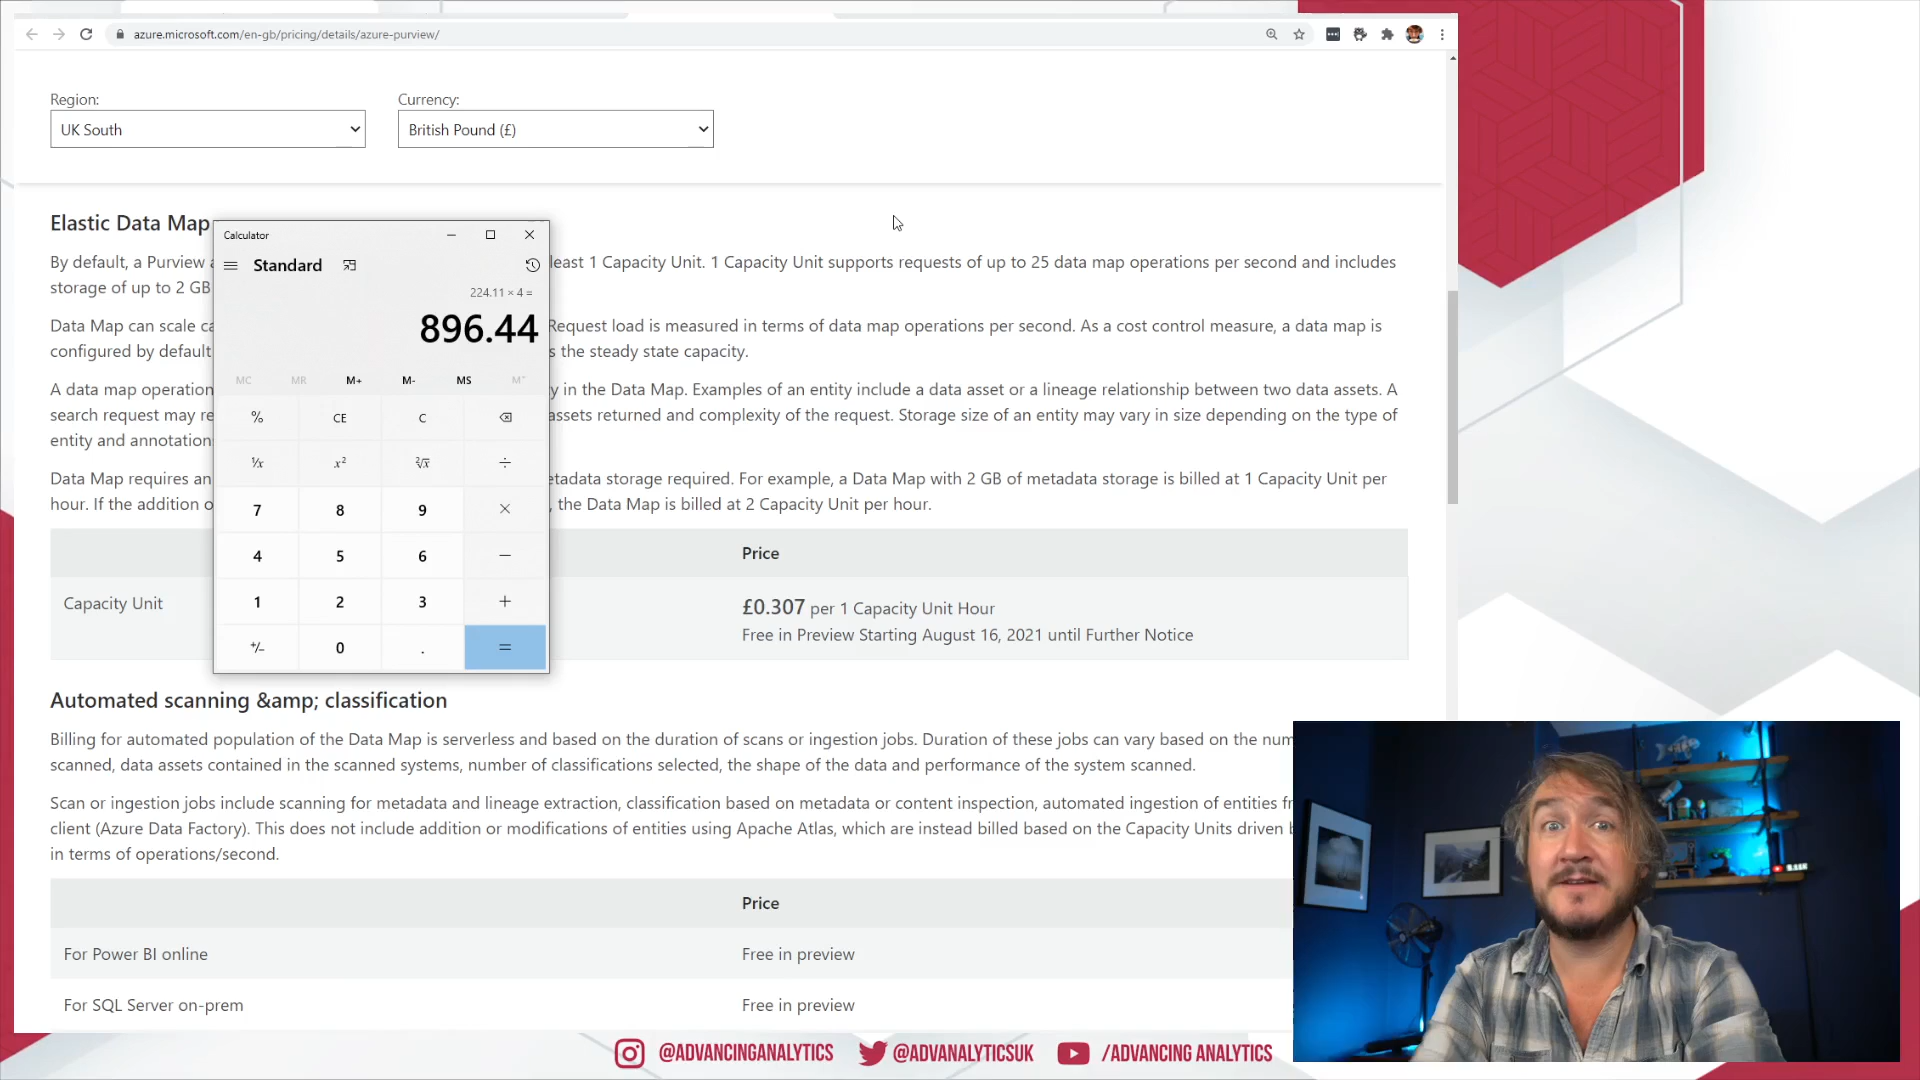 azure.microsoft.com/en-gb/pricing/details/azure-purview/
Region:
Currency:
UK South
British Pound (£)
Elastic Data Map
By default, a Purview a
least 1 Capacity Unit. 1 Capacity Unit supports requests of up to 25 data map operations per second and includes
storage of up to 2 GB
Data Map can scale ca
Request load is measured in terms of data map operations per second. As a cost control measure, a data map is
configured by default
s the steady state capacity.
A data map operation
y in the Data Map. Examples of an entity include a data asset or a lineage relationship between two data assets. A
search request may re
assets returned and complexity of the request. Storage size of an entity may vary in size depending on the type of
entity and annotation
Data Map requires an
etadata storage required. For example, a Data Map with 2 GB of metadata storage is billed at 1 Capacity Unit per
hour. If the addition o
, the Data Map is billed at 2 Capacity Unit per hour.
Calculator
Standard
224.11 × 4 =
896.44
MC MR M+ M- MS M˅
% CE C ⌫
¹/x x² ²√x ÷
7 8 9 ×
4 5 6 −
1 2 3 +
+/− 0 . =
Price
Capacity Unit
£0.307 per 1 Capacity Unit Hour
Free in Preview Starting August 16, 2021 until Further Notice
Automated scanning &amp; classification
Billing for automated population of the Data Map is serverless and based on the duration of scans or ingestion jobs. Duration of these jobs can vary based on the num
scanned, data assets contained in the scanned systems, number of classifications selected, the shape of the data and performance of the system scanned.
Scan or ingestion jobs include scanning for metadata and lineage extraction, classification based on metadata or content inspection, automated ingestion of entities f
client (Azure Data Factory). This does not include addition or modifications of entities using Apache Atlas, which are instead billed based on the Capacity Units driven b
in terms of operations/second.
Price
For Power BI online
Free in preview
For SQL Server on-prem
Free in preview
@ADVANCINGANALYTICS @ADVANALYTICSUK /ADVANCING ANALYTICS